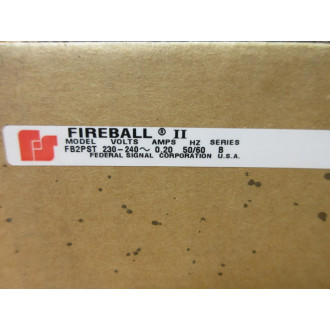 FIREBALL ® II
MODEL VOLTS AMPS HZ SERIES
FB2PST 230-240~ 0.20 50/60 B
FEDERAL SIGNAL CORPORATION U.S.A.